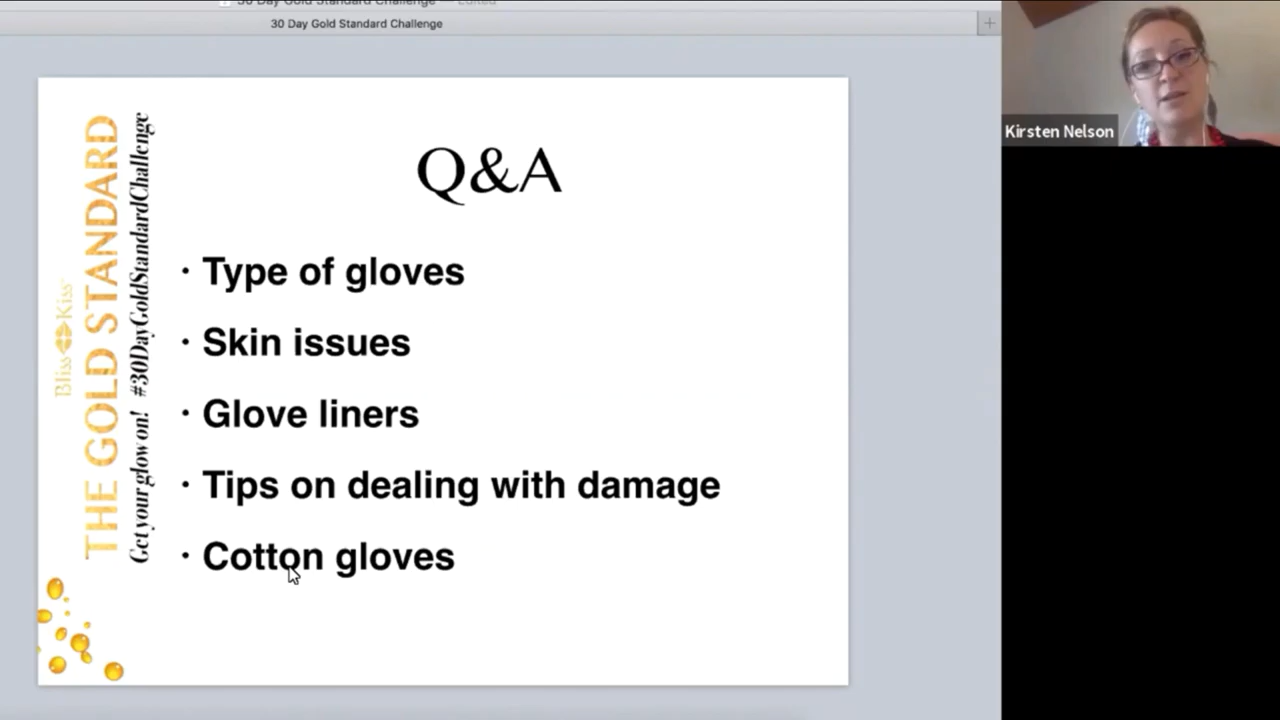 30 Day Gold Standard Challenge — Edited
30 Day Gold Standard Challenge
Kirsten Nelson
Bliss Kiss
THE GOLD STANDARD
Get your glow on! #30DayGoldStandardChallenge
Q&A
· Type of gloves
· Skin issues
· Glove liners
· Tips on dealing with damage
· Cotton gloves